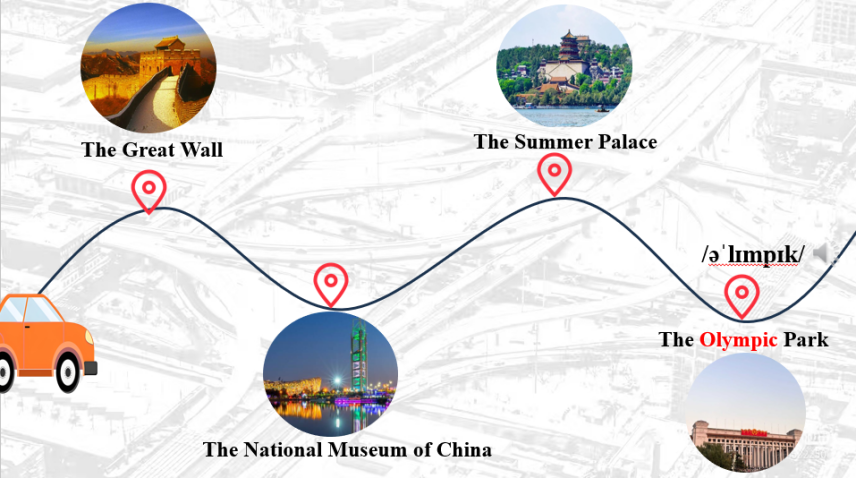 The Great Wall
The Summer Palace
/əˈlɪmpɪk/
The Olympic Park
The National Museum of China